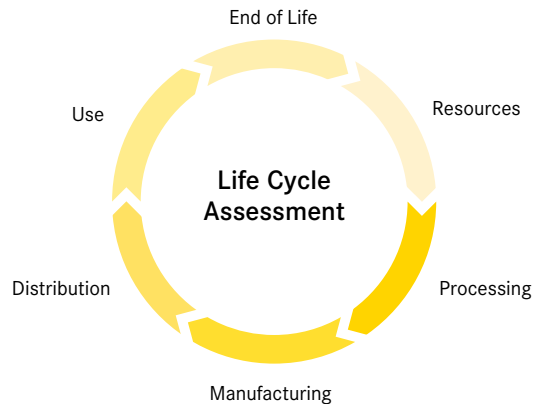 End of Life
Use
Resources
Life Cycle
Assessment
Distribution
Processing
Manufacturing